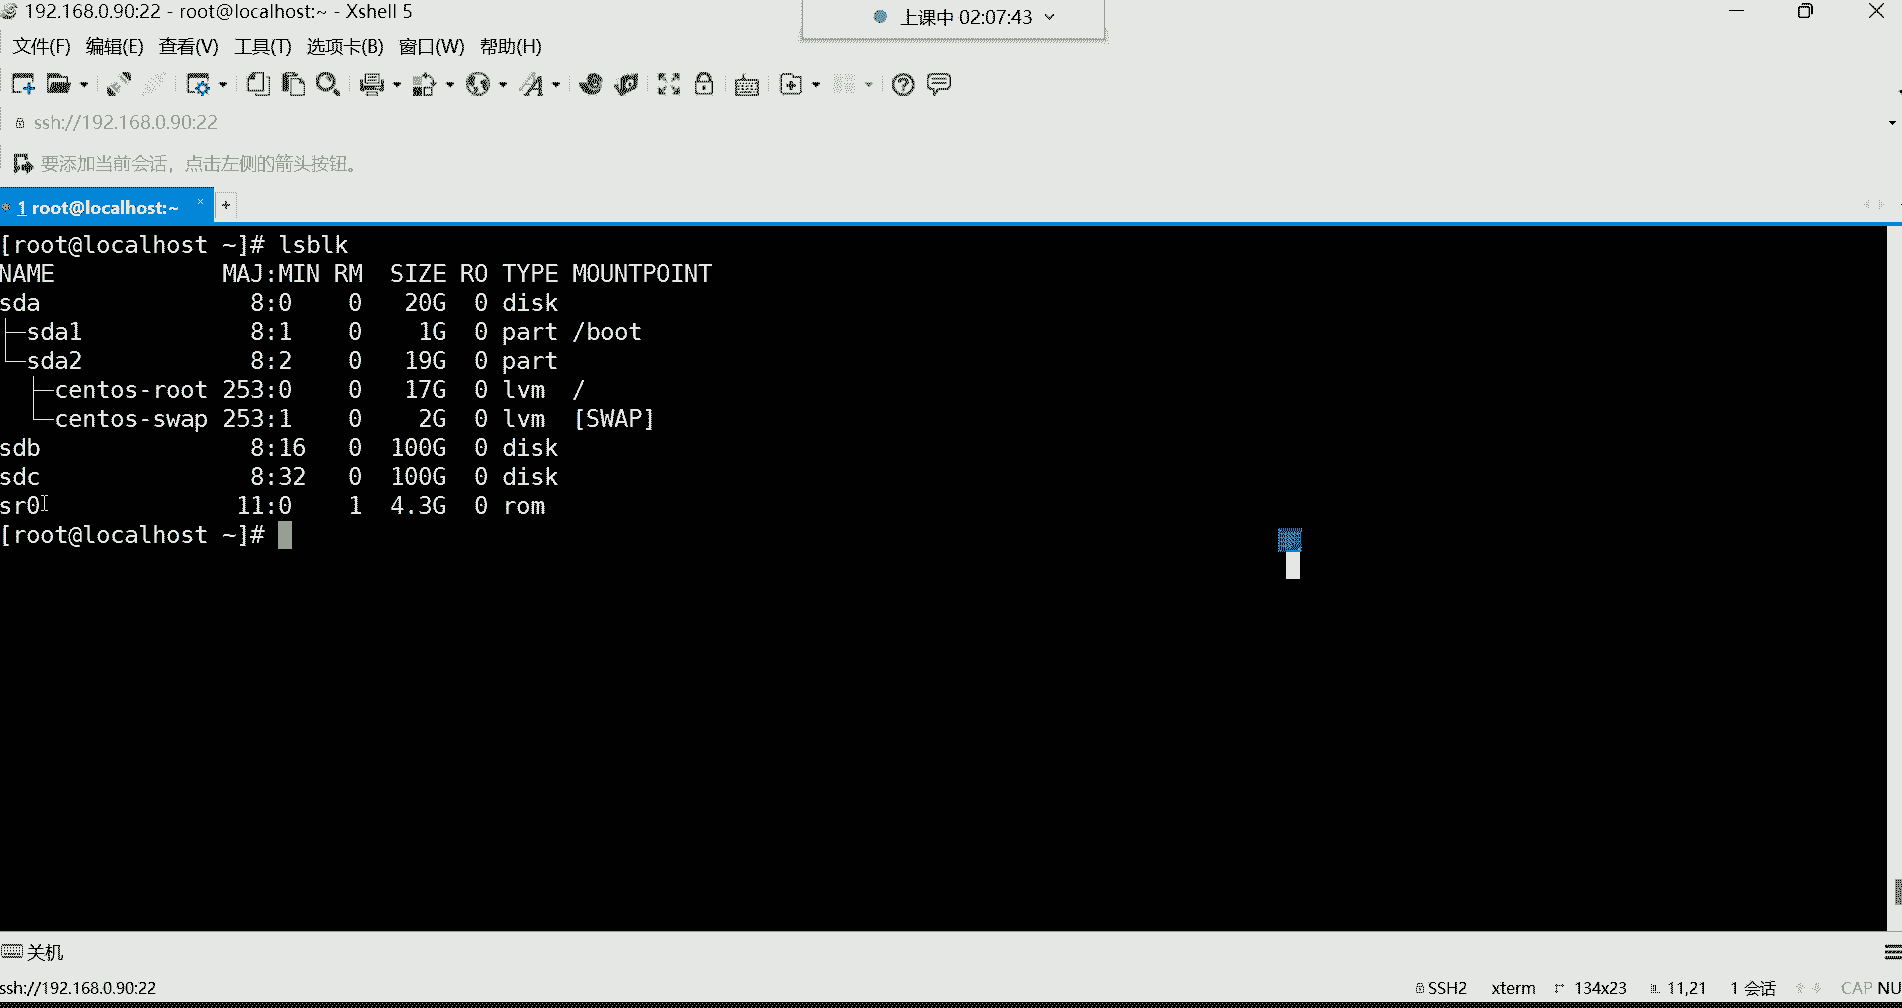 192.168.0.90:22 - root@localhost:~ - Xshell 5
上课中 02:07:43
文件(F) 编辑(E) 查看(V) 工具(T) 选项卡(B) 窗口(W) 帮助(H)
ssh://192.168.0.90:22
要添加当前会话，点击左侧的箭头按钮。
1 root@localhost:~ × +
[root@localhost ~]# lsblk
NAME            MAJ:MIN RM  SIZE RO TYPE MOUNTPOINT
sda               8:0    0   20G  0 disk
├─sda1            8:1    0    1G  0 part /boot
└─sda2            8:2    0   19G  0 part
  ├─centos-root 253:0    0   17G  0 lvm  /
  └─centos-swap 253:1    0    2G  0 lvm  [SWAP]
sdb               8:16   0  100G  0 disk
sdc               8:32   0  100G  0 disk
sr0              11:0    1  4.3G  0 rom
[root@localhost ~]#
关机
ssh://192.168.0.90:22 SSH2 xterm 134x23 11,21 1 会话 CAP NU